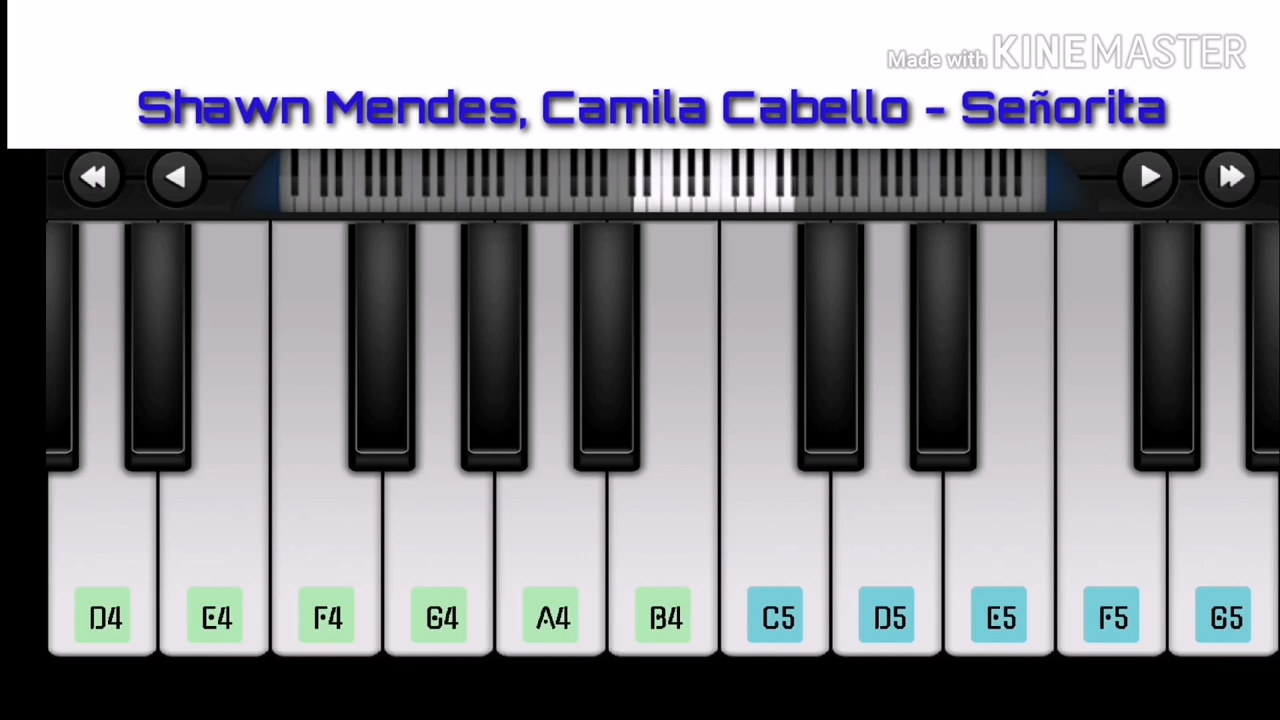 Made with KINEMASTER
Shawn Mendes, Camila Cabello - Señorita
D4 E4 F4 G4 A4 B4 C5 D5 E5 F5 G5